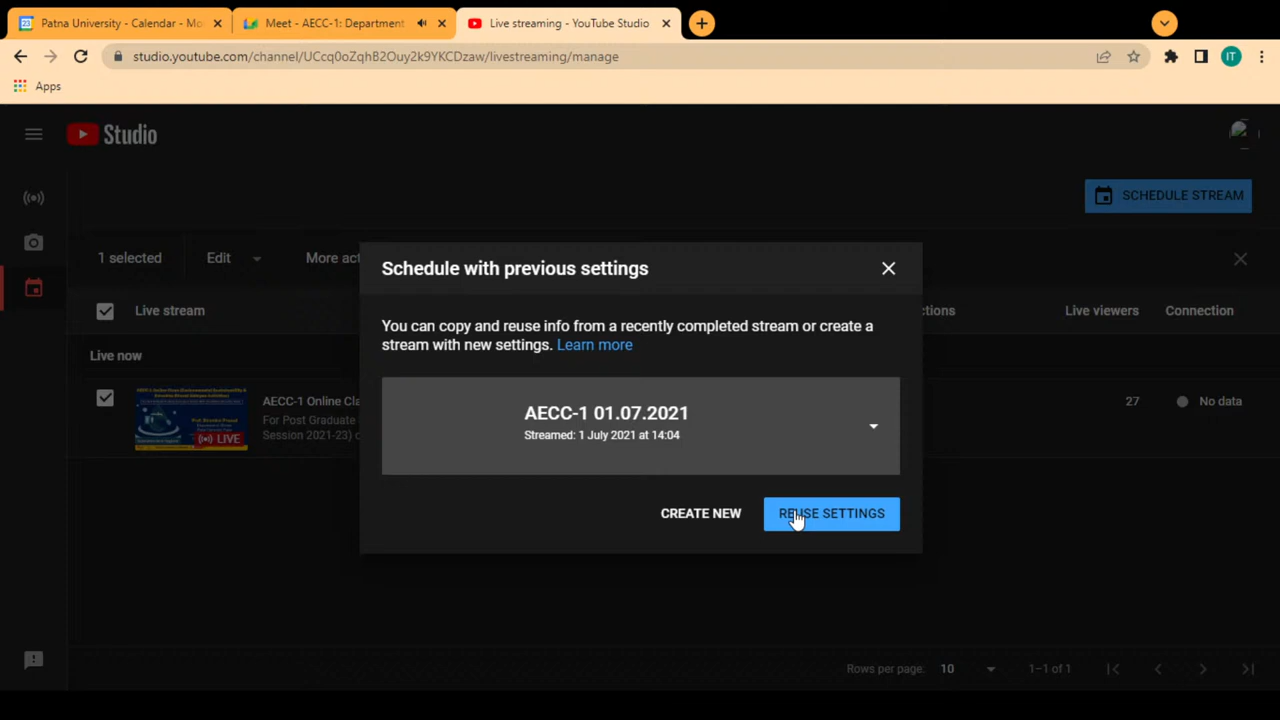 Patna University - Calendar - Mo
Meet - AECC-1: Department
Live streaming - YouTube Studio
studio.youtube.com/channel/UCcq0oZqhB2Ouy2k9YKCDzaw/livestreaming/manage
IT
Apps
Studio
SCHEDULE STREAM
1 selected
Edit
More act
Schedule with previous settings
Live stream
ctions
Live viewers
Connection
You can copy and reuse info from a recently completed stream or create a
stream with new settings. Learn more
Live now
AECC-1 Online Cla
For Post Graduate
Session 2021-23) c
LIVE
27
No data
AECC-1 01.07.2021
Streamed: 1 July 2021 at 14:04
CREATE NEW
REUSE SETTINGS
Rows per page:
10
1–1 of 1